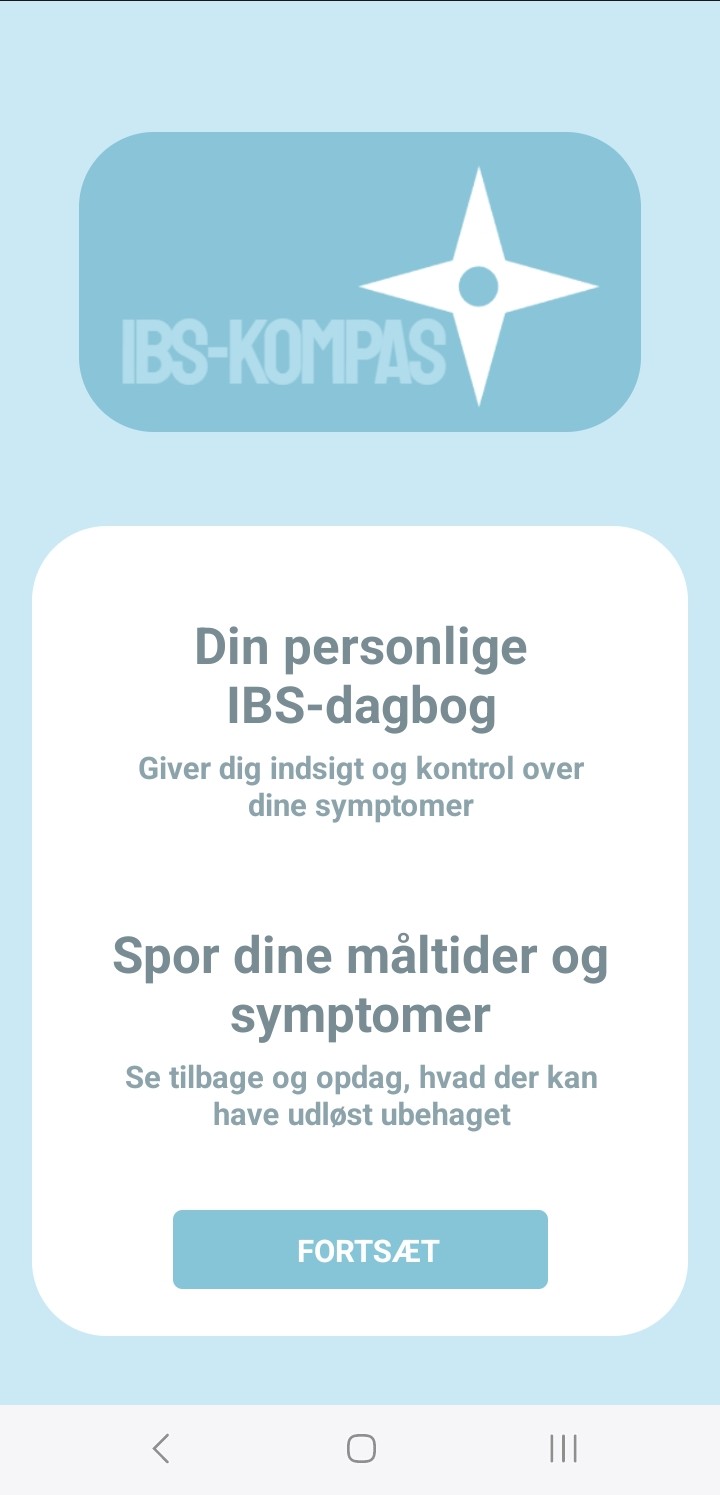 IBS-KOMPAS
Din personlige
IBS-dagbog
Giver dig indsigt og kontrol over
dine symptomer
Spor dine måltider og
symptomer
Se tilbage og opdag, hvad der kan
have udløst ubehaget
FORTSÆT